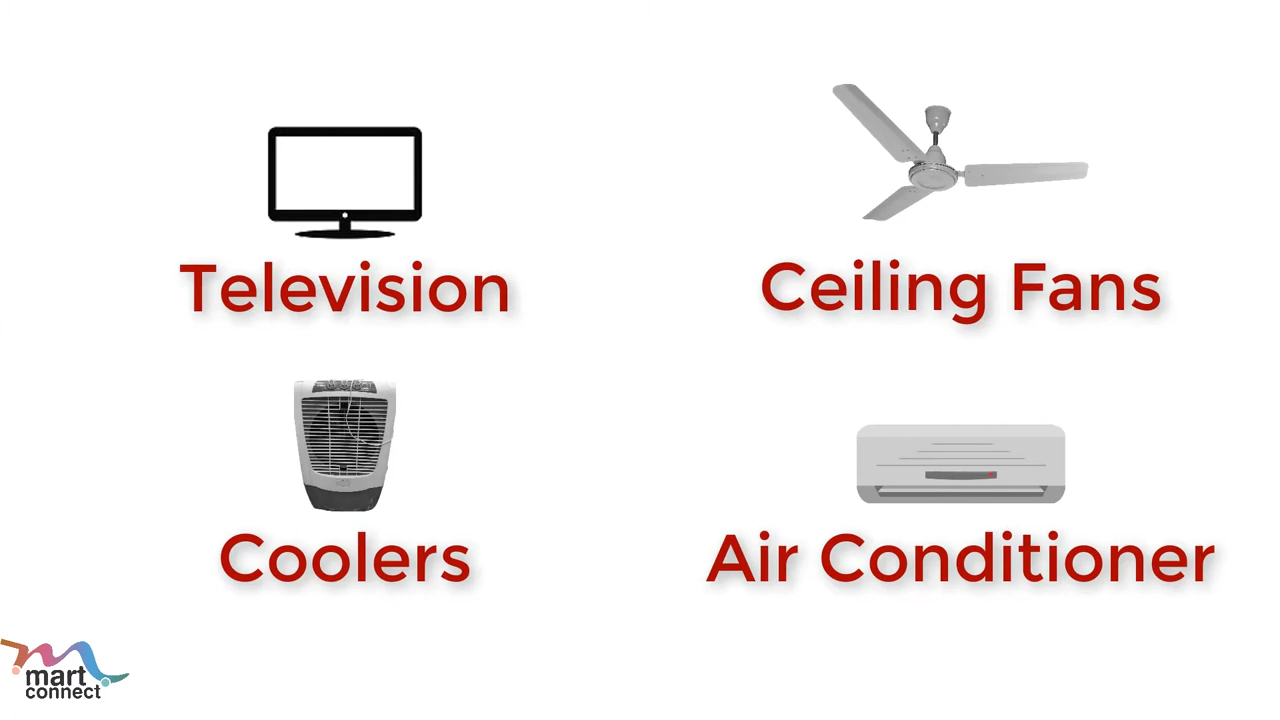 Television
Ceiling Fans
Coolers
Air Conditioner
mart
connect